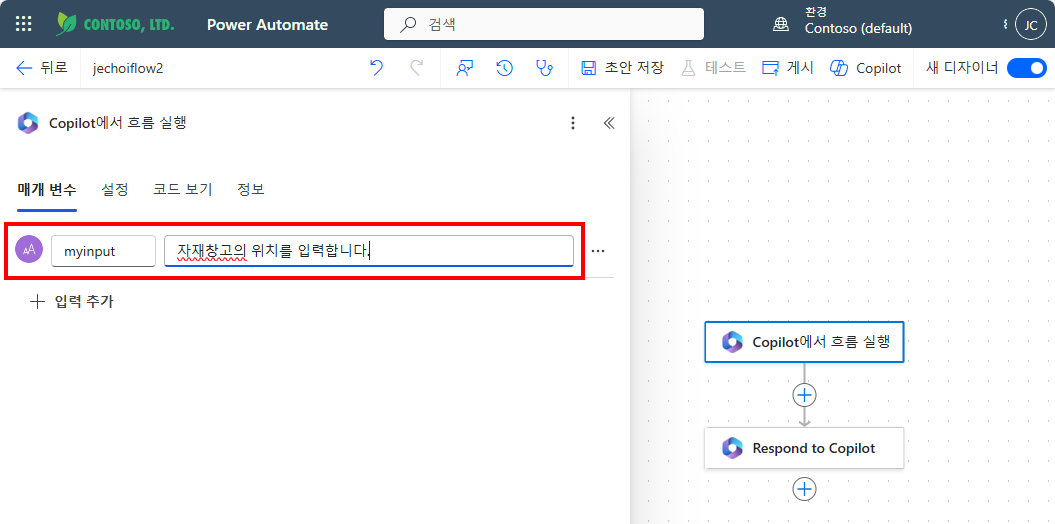 CONTOSO, LTD.
Power Automate
검색
환경
Contoso (default)
JC
뒤로
jechoiflow2
초안 저장
테스트
게시
Copilot
새 디자이너
Copilot에서 흐름 실행
매개 변수
설정
코드 보기
정보
AA
myinput
자재창고의 위치를 입력합니다.
입력 추가
Copilot에서 흐름 실행
Respond to Copilot